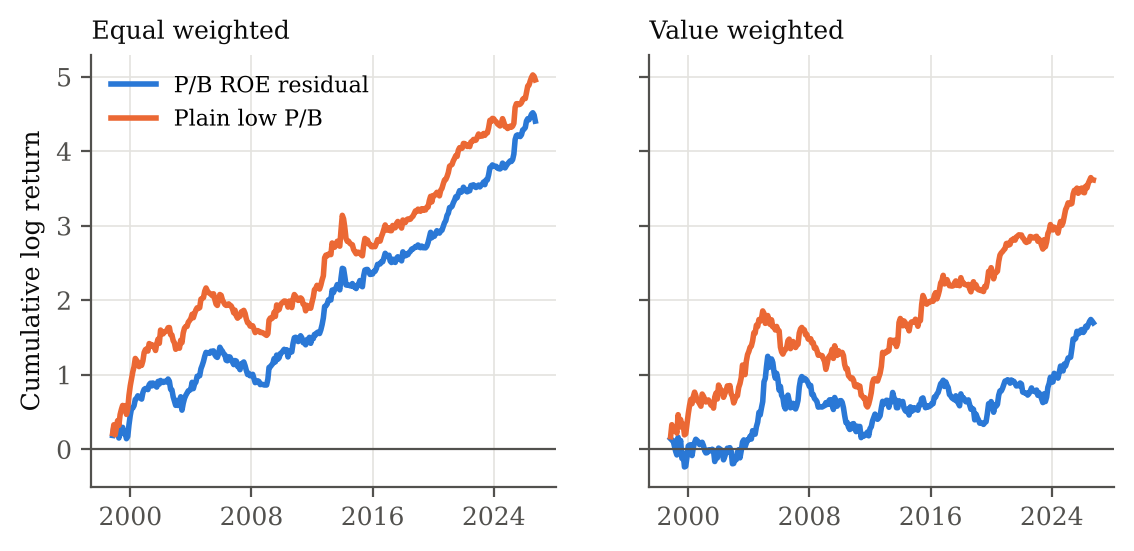 Equal weighted
Value weighted
P/B ROE residual
Plain low P/B
Cumulative log return
5
4
3
2
1
0
2000 2008 2016 2024
2000 2008 2016 2024